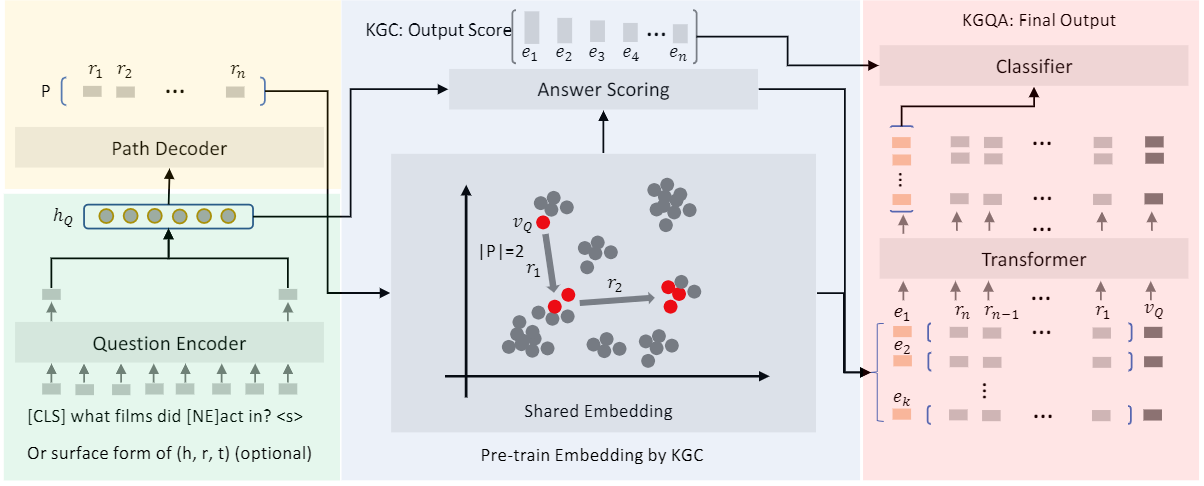 P
r1 r2 ... rn
Path Decoder
hQ
Question Encoder
[CLS] what films did [NE]act in? <s>
Or surface form of (h, r, t) (optional)
KGC: Output Score
e1 e2 e3 e4 ... en
Answer Scoring
vQ
|P|=2
r1
r2
Shared Embedding
Pre-train Embedding by KGC
KGQA: Final Output
Classifier
...
...
...
Transformer
...
e1 rn rn−1 r1 vQ
...
e2
...
ek
...